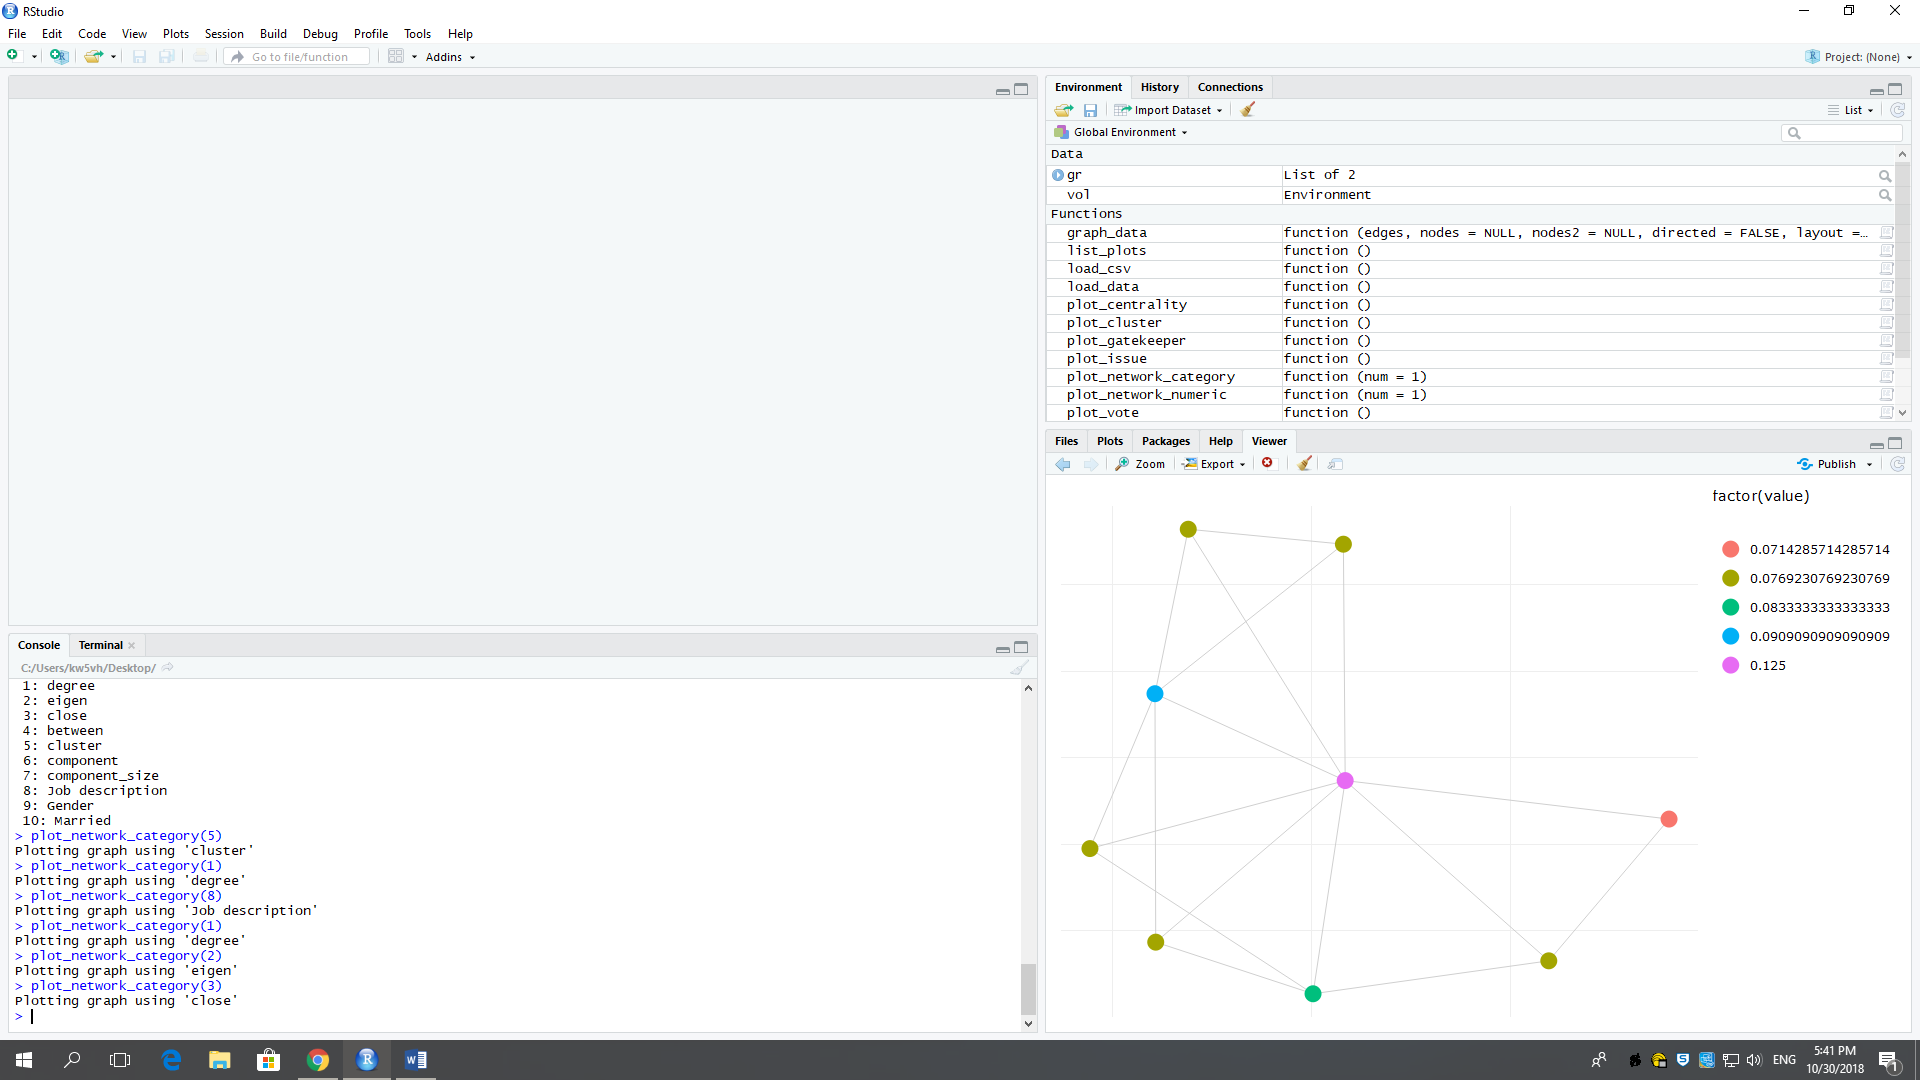 RStudio
File Edit Code View Plots Session Build Debug Profile Tools Help
Go to file/function Addins Project: (None)
Environment History Connections
Import Dataset List
Global Environment
Data
gr List of 2
vol Environment
Functions
graph_data function (edges, nodes = NULL, nodes2 = NULL, directed = FALSE, layout =…
list_plots function ()
load_csv function ()
load_data function ()
plot_centrality function ()
plot_cluster function ()
plot_gatekeeper function ()
plot_issue function ()
plot_network_category function (num = 1)
plot_network_numeric function (num = 1)
plot_vote function ()
Files Plots Packages Help Viewer
Zoom Export Publish
factor(value)
0.0714285714285714
0.0769230769230769
0.0833333333333333
0.0909090909090909
0.125
Console Terminal
C:/Users/kw5vh/Desktop/
1: degree
2: eigen
3: close
4: between
5: cluster
6: component
7: component_size
8: Job description
9: Gender
10: Married
> plot_network_category(5)
Plotting graph using 'cluster'
> plot_network_category(1)
Plotting graph using 'degree'
> plot_network_category(8)
Plotting graph using 'Job description'
> plot_network_category(1)
Plotting graph using 'degree'
> plot_network_category(2)
Plotting graph using 'eigen'
> plot_network_category(3)
Plotting graph using 'close'
>
ENG
5:41 PM
10/30/2018
1